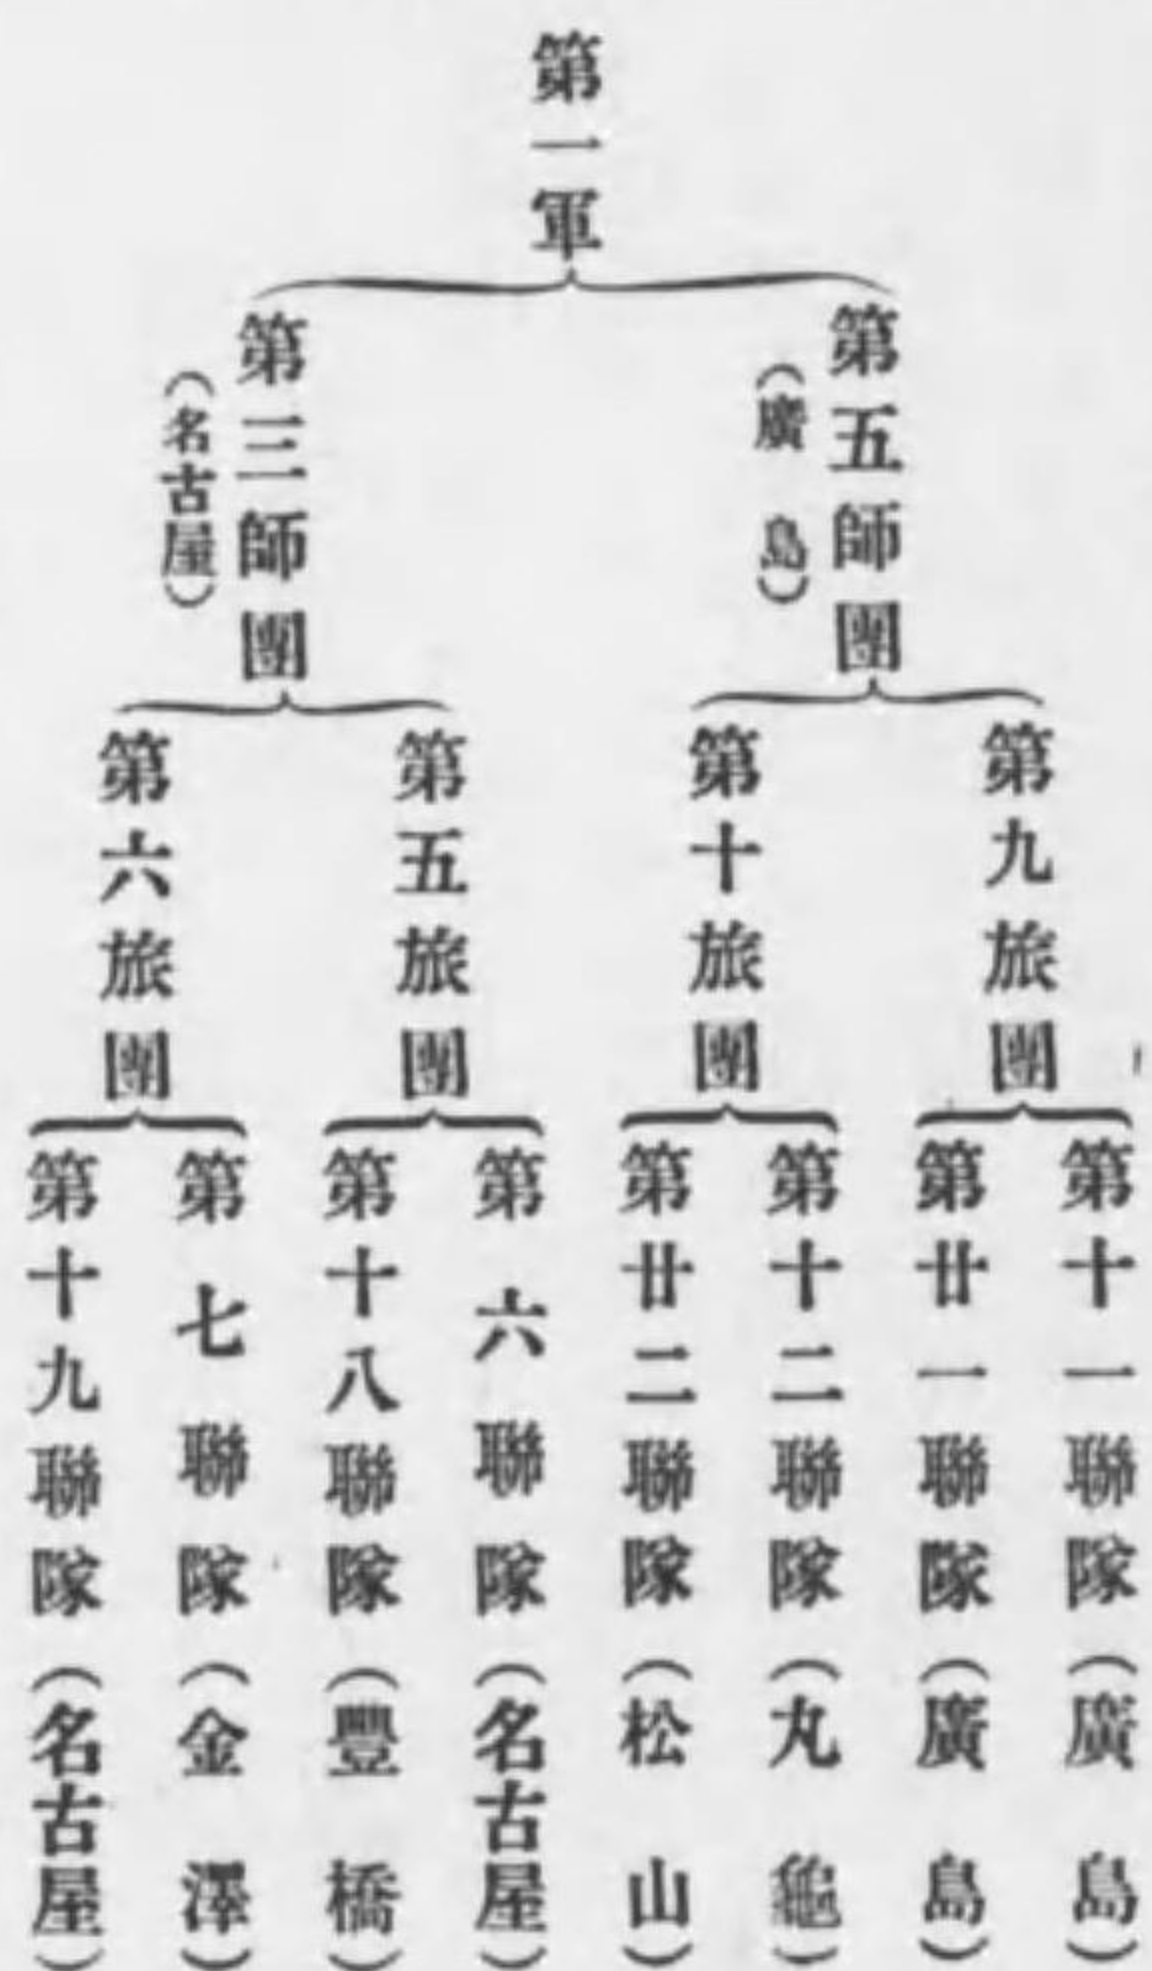 第一軍
第五師團
（廣島）
第三師團
（名古屋）
第九旅團
第十旅團
第五旅團
第六旅團
第十一聯隊（廣島）
第廿一聯隊（廣島）
第十二聯隊（丸龜）
第廿二聯隊（松山）
第六聯隊（名古屋）
第十八聯隊（豐橋）
第七聯隊（金澤）
第十九聯隊（名古屋）